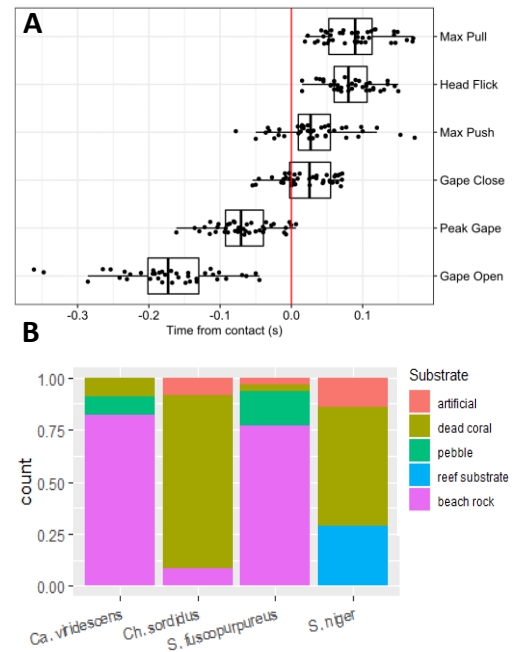 A
Max Pull
Head Flick
Max Push
Gape Close
Peak Gape
Gape Open
-0.3 -0.2 -0.1 0.0 0.1
Time from contact (s)
B
Substrate
artificial
dead coral
pebble
reef substrate
beach rock
1.00
0.75
0.50
0.25
0.00
count
Ca. viridescens Ch. sordidus S. fuscopurpureus S. niger